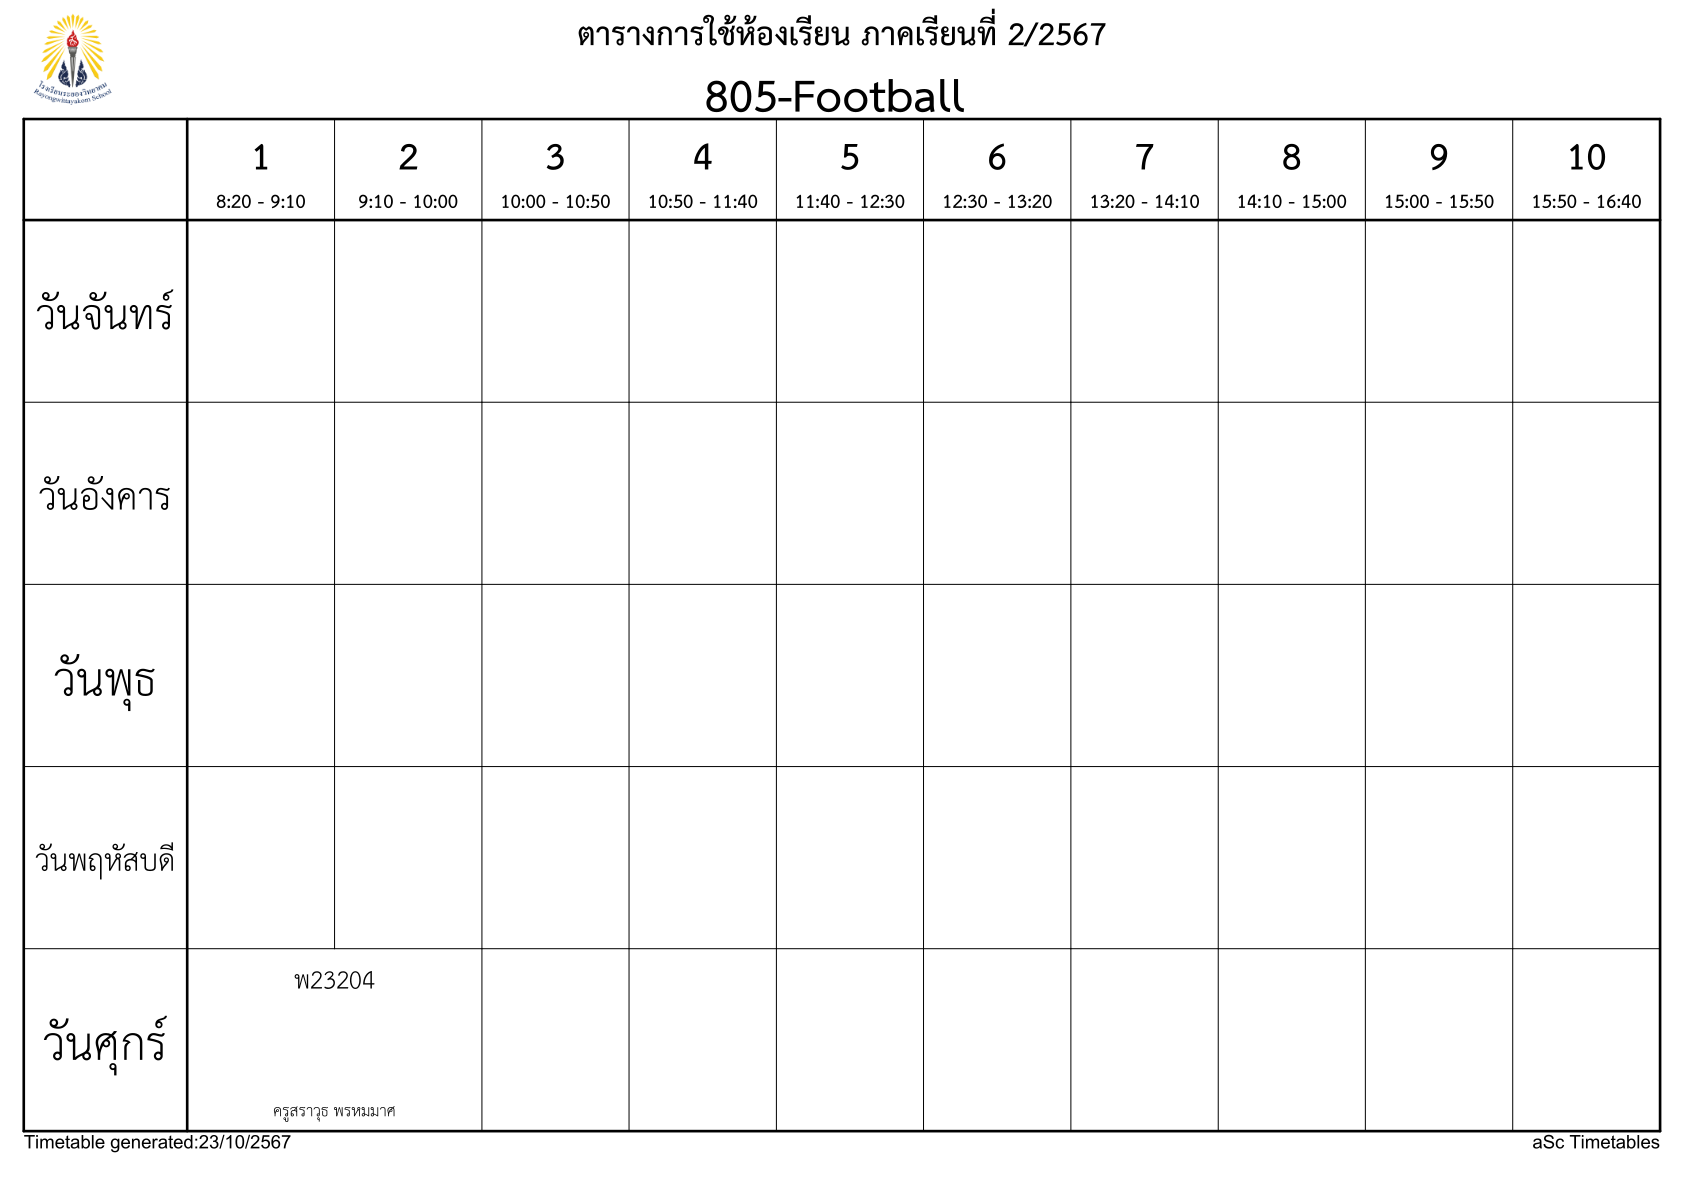 ตารางการใช้ห้องเรียน ภาคเรียนที่ 2/2567
โรงเรียนระยองวิทยาคม
Rayongwittayakom School
805-Football
1 2 3 4 5 6 7 8 9 10
8:20 - 9:10 9:10 - 10:00 10:00 - 10:50 10:50 - 11:40 11:40 - 12:30 12:30 - 13:20 13:20 - 14:10 14:10 - 15:00 15:00 - 15:50 15:50 - 16:40
วันจันทร์
วันอังคาร
วันพุธ
วันพฤหัสบดี
วันศุกร์
พ23204
ครูสราวุธ พรหมมาศ
Timetable generated:23/10/2567
aSc Timetables